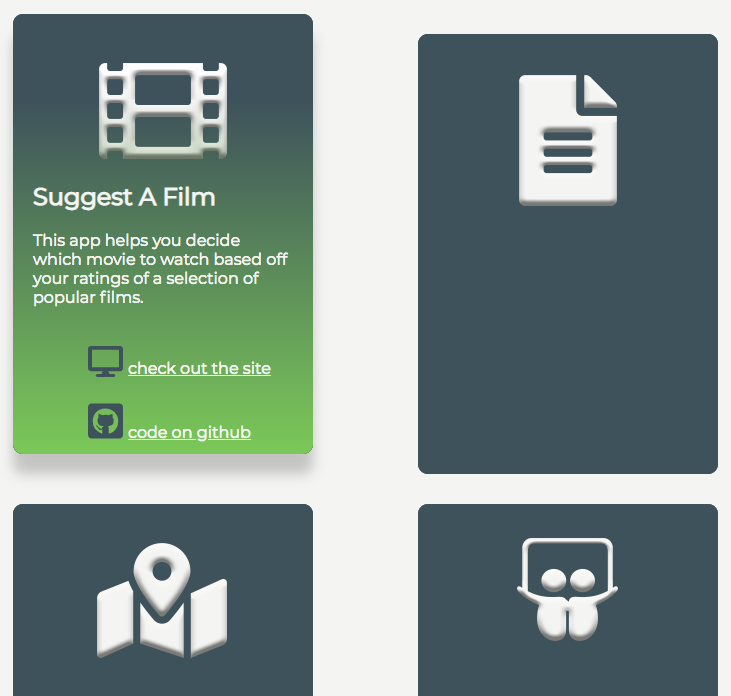 Suggest A Film
This app helps you decide
which movie to watch based off
your ratings of a selection of
popular films.
check out the site
code on github